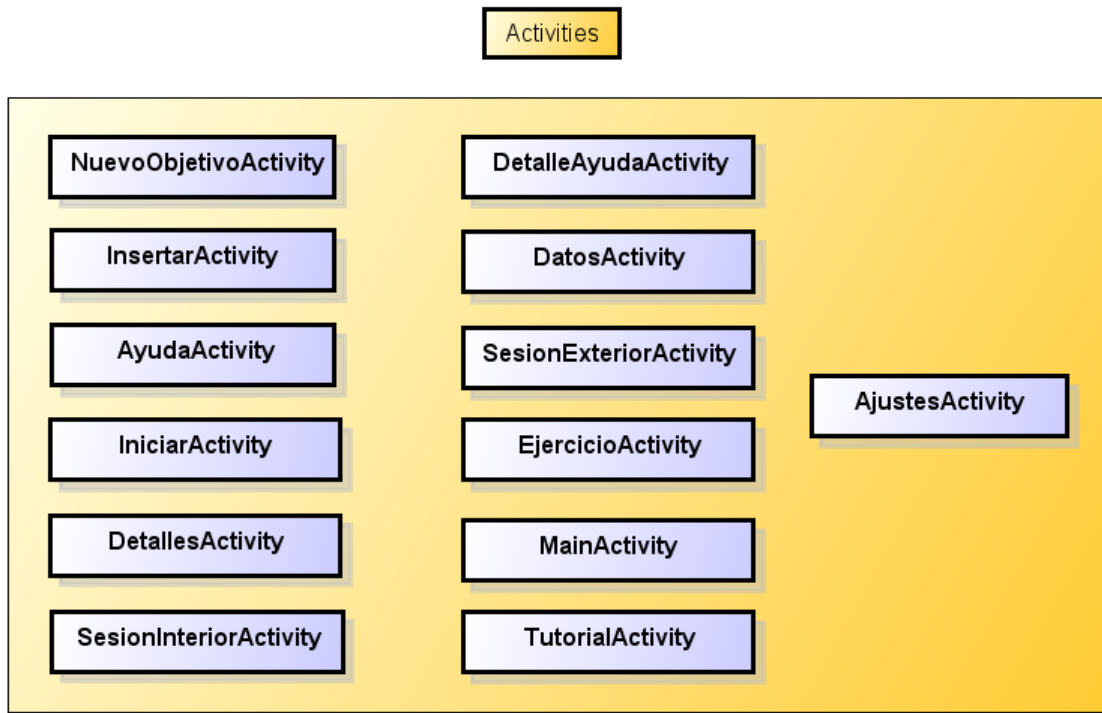 Activities
NuevoObjetivoActivity
InsertarActivity
AyudaActivity
IniciarActivity
DetallesActivity
SesionInteriorActivity
DetalleAyudaActivity
DatosActivity
SesionExteriorActivity
EjercicioActivity
MainActivity
TutorialActivity
AjustesActivity